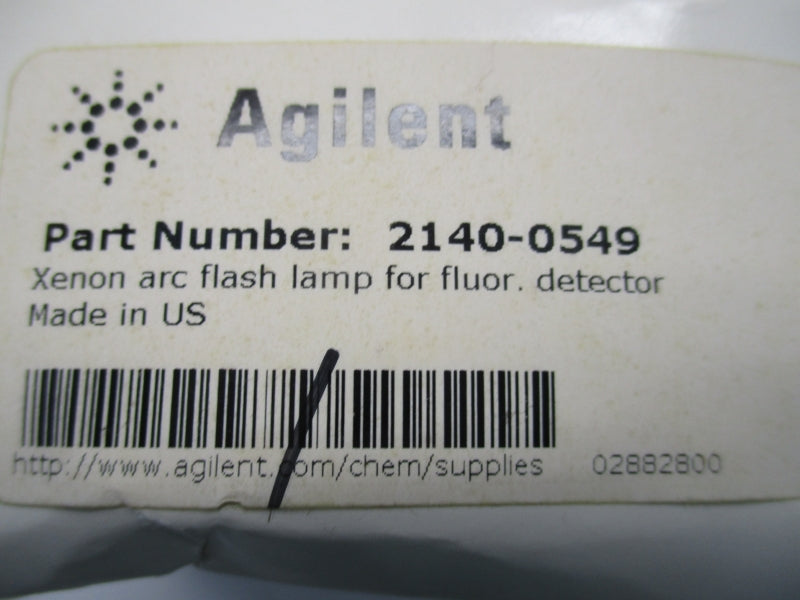 Agilent
Part Number: 2140-0549
Xenon arc flash lamp for fluor. detector
Made in US
http://www.agilent.com/chem/supplies 02882800